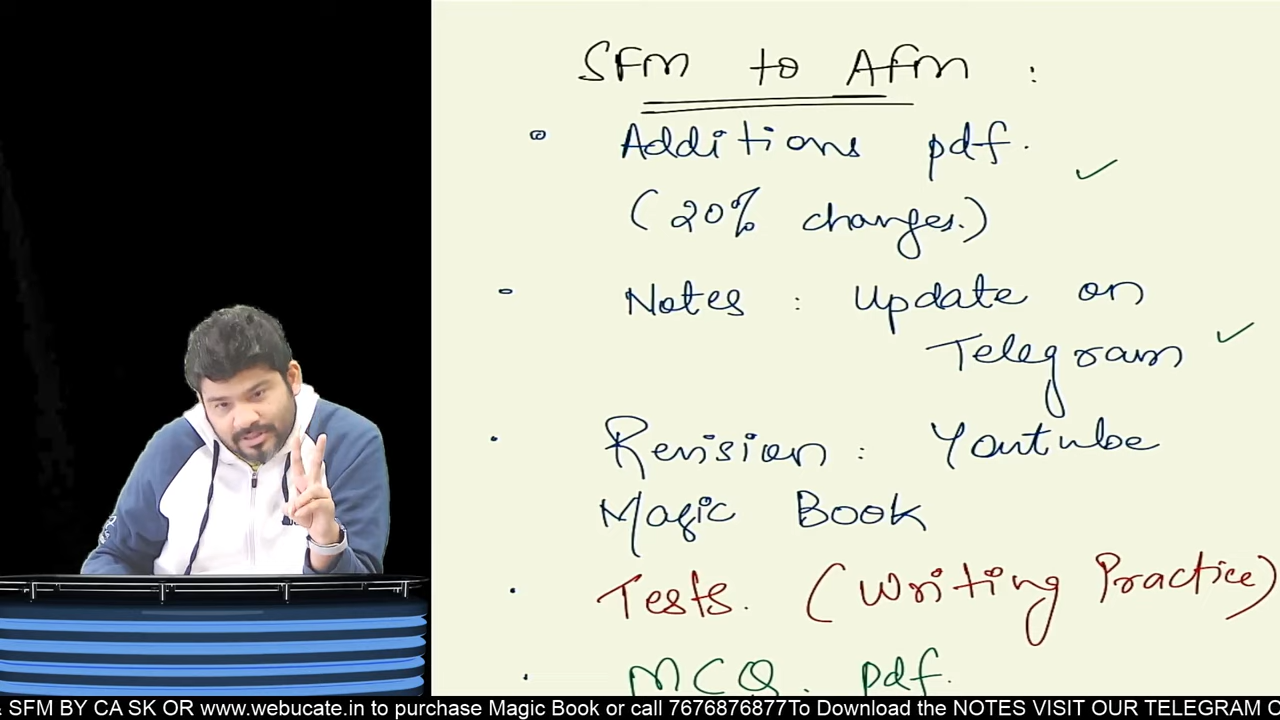 SFM to AFM :
Additions pdf.
(20% changes.)
Notes : Update on
Telegram
Revision : Youtube
Magic Book
Tests. (Writing Practice)
MCQ. pdf.
& SFM BY CA SK OR www.webucate.in to purchase Magic Book or call 7676876877To Download the NOTES VISIT OUR TELEGRAM C